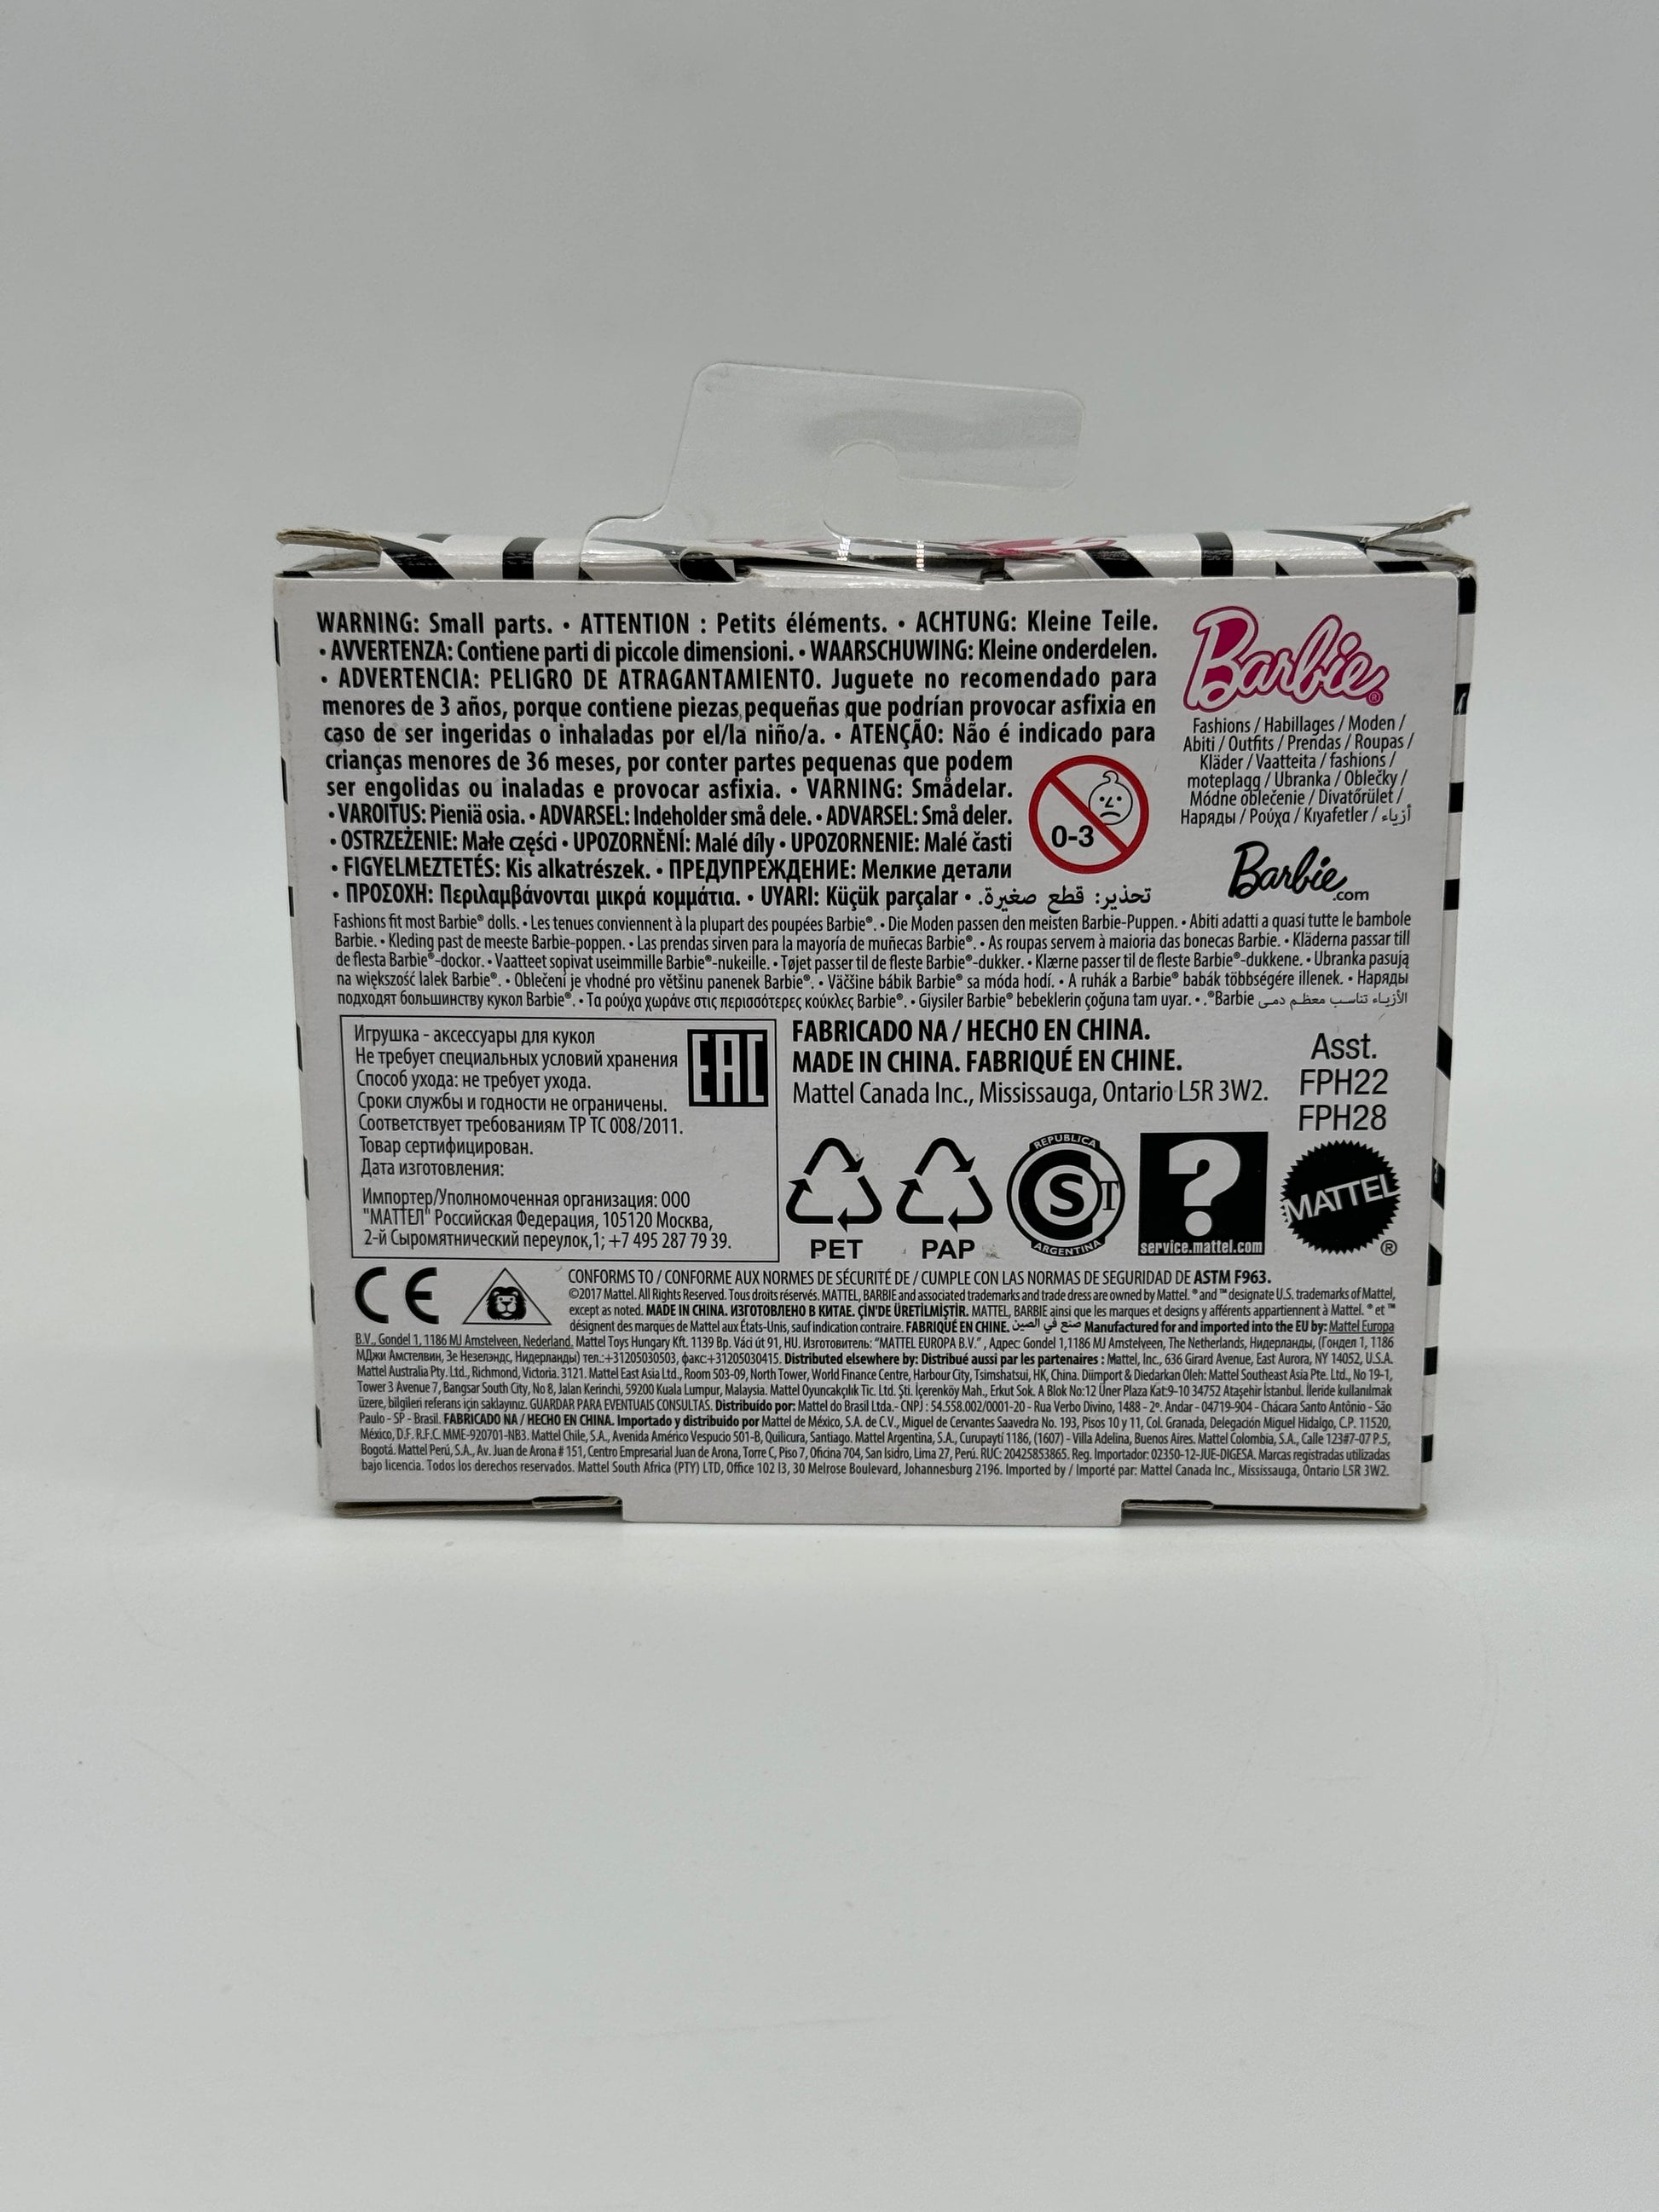 WARNING: Small parts. • ATTENTION : Petits éléments. • ACHTUNG: Kleine Teile.
• AVVERTENZA: Contiene parti di piccole dimensioni. • WAARSCHUWING: Kleine onderdelen.
• ADVERTENCIA: PELIGRO DE ATRAGANTAMIENTO. Juguete no recomendado para
menores de 3 años, porque contiene piezas pequeñas que podrían provocar asfixia en
caso de ser ingeridas o inhaladas por el/la niño/a. • ATENÇÃO: Não é indicado para
crianças menores de 36 meses, por conter partes pequenas que podem
ser engolidas ou inaladas e provocar asfixia. • VARNING: Smådelar.
• VAROITUS: Pieniä osia. • ADVARSEL: Indeholder små dele. • ADVARSEL: Små deler.
• OSTRZEŻENIE: Małe części • UPOZORNĚNÍ: Malé díly • UPOZORNENIE: Malé časti
• FIGYELMEZTETÉS: Kis alkatrészek. • ПРЕДУПРЕЖДЕНИЕ: Мелкие детали
• ΠΡΟΣΟΧΗ: Περιλαμβάνονται μικρά κομμάτια. • UYARI: Küçük parçalar • تحذير: قطع صغيرة.
0-3
Barbie®
Fashions / Habillages / Moden /
Abiti / Outfits / Prendas / Roupas /
Kläder / Vaatteita / fashions /
moteplagg / Ubranka / Oblečky /
Módne oblečenie / Divatőrület /
Наряды / Ρούχα / Kıyafetler / أزياء
Barbie.com
Fashions fit most Barbie® dolls. • Les tenues conviennent à la plupart des poupées Barbie®. • Die Moden passen den meisten Barbie-Puppen. • Abiti adatti a quasi tutte le bambole
Barbie. • Kleding past de meeste Barbie-poppen. • Las prendas sirven para la mayoría de muñecas Barbie®. • As roupas servem à maioria das bonecas Barbie. • Kläderna passar till
de flesta Barbie®-dockor. • Vaatteet sopivat useimmille Barbie®-nukeille. • Tøjet passer til de fleste Barbie®-dukker. • Klærne passer til de fleste Barbie®-dukkene. • Ubranka pasują
na większość lalek Barbie®. • Oblečení je vhodné pro většinu panenek Barbie®. • Väčšine bábik Barbie® sa móda hodí. • A ruhák a Barbie® babák többségére illenek. • Наряды
подходят большинству кукол Barbie®. • Τα ρούχα χωράνε στις περισσότερες κούκλες Barbie®. • Giysiler Barbie® bebeklerin çoğuna tam uyar. • الأزياء تناسب معظم دمى Barbie®.
Игрушка - аксессуары для кукол
Не требует специальных условий хранения
Способ ухода: не требует ухода.
Сроки службы и годности не ограничены.
Соответствует требованиям ТР ТС 008/2011.
Товар сертифицирован.
Дата изготовления:
Импортер/Уполномоченная организация: ООО
"МАТТЕЛ" Российская Федерация, 105120 Москва,
2-й Сыромятнический переулок,1; +7 495 287 79 39.
EAC
FABRICADO NA / HECHO EN CHINA.
MADE IN CHINA. FABRIQUÉ EN CHINE.
Mattel Canada Inc., Mississauga, Ontario L5R 3W2.
Asst.
FPH22
FPH28
PET
PAP
REPUBLICA
S T
ARGENTINA
?
service.mattel.com
MATTEL®
CE
CONFORMS TO / CONFORME AUX NORMES DE SÉCURITÉ DE / CUMPLE CON LAS NORMAS DE SEGURIDAD DE ASTM F963.
©2017 Mattel. All Rights Reserved. Tous droits réservés. MATTEL, BARBIE and associated trademarks and trade dress are owned by Mattel. ® and ™ designate U.S. trademarks of Mattel,
except as noted. MADE IN CHINA. ИЗГОТОВЛЕНО В КИТАЕ. ÇİN'DE ÜRETİLMİŞTİR. MATTEL, BARBIE ainsi que les marques et designs y afférents appartiennent à Mattel. ® et ™
désignent des marques de Mattel aux États-Unis, sauf indication contraire. FABRIQUÉ EN CHINE. صنع في الصين Manufactured for and imported into the EU by: Mattel Europa
B.V., Gondel 1, 1186 MJ Amstelveen, Nederland. Mattel Toys Hungary Kft. 1139 Bp. Váci út 91, HU. Изготовитель: "MATTEL EUROPA B.V.", Адрес: Gondel 1,1186 MJ Amstelveen, The Netherlands, Нидерланды, (Гондел 1, 1186
МДжи Амстелвин, Зе Незелэндс, Нидерланды) тел.:+31205030503, факс:+31205030415. Distributed elsewhere by: Distribué aussi par les partenaires : Mattel, Inc., 636 Girard Avenue, East Aurora, NY 14052, U.S.A.
Mattel Australia Pty. Ltd., Richmond, Victoria. 3121. Mattel East Asia Ltd., Room 503-09, North Tower, World Finance Centre, Harbour City, Tsimshatsui, HK, China. Diimport & Diedarkan Oleh: Mattel Southeast Asia Pte. Ltd., No 19-1,
Tower 3 Avenue 7, Bangsar South City, No 8, Jalan Kerinchi, 59200 Kuala Lumpur, Malaysia. Mattel Oyuncakçılık Tic. Ltd. Şti. İçerenköy Mah., Erkut Sok. A Blok No:12 Üner Plaza Kat:9-10 34752 Ataşehir İstanbul. İleride kullanılmak
üzere, bilgileri referans için saklayınız. GUARDAR PARA EVENTUAIS CONSULTAS. Distribuído por: Mattel do Brasil Ltda.- CNPJ : 54.558.002/0001-20 - Rua Verbo Divino, 1488 - 2º. Andar - 04719-904 - Chácara Santo Antônio - São
Paulo - SP - Brasil. FABRICADO NA / HECHO EN CHINA. Importado y distribuido por Mattel de México, S.A. de C.V., Miguel de Cervantes Saavedra No. 193, Pisos 10 y 11, Col. Granada, Delegación Miguel Hidalgo, C.P. 11520,
México, D.F. R.F.C. MME-920701-NB3. Mattel Chile, S.A., Avenida Américo Vespucio 501-B, Quilicura, Santiago. Mattel Argentina, S.A., Curupaytí 1186, (1607) - Villa Adelina, Buenos Aires. Mattel Colombia, S.A., Calle 123#7-07 P.5,
Bogotá. Mattel Perú, S.A., Av. Juan de Arona # 151, Centro Empresarial Juan de Arona, Torre C, Piso 7, Oficina 704, San Isidro, Lima 27, Perú. RUC: 20425853865. Reg. Importador: 02350-12-JUE-DIGESA. Marcas registradas utilizadas
bajo licencia. Todos los derechos reservados. Mattel South Africa (PTY) LTD, Office 102 I3, 30 Melrose Boulevard, Johannesburg 2196. Imported by / Importé par: Mattel Canada Inc., Mississauga, Ontario L5R 3W2.